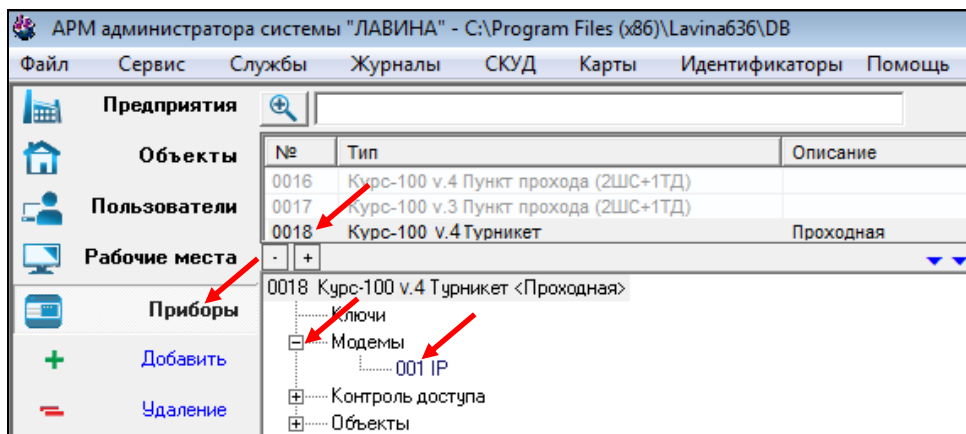 АРМ администратора системы "ЛАВИНА" - C:\Program Files (x86)\Lavina636\DB
Файл Сервис Службы Журналы СКУД Карты Идентификаторы Помощь
Предприятия
Объекты
Пользователи
Рабочие места
Приборы
Добавить
Удаление
№ Тип Описание
0016 Курс-100 v.4 Пункт прохода (2ШС+1ТД)
0017 Курс-100 v.3 Пункт прохода (2ШС+1ТД)
0018 Курс-100 v.4 Турникет Проходная
- +
0018 Курс-100 v.4 Турникет <Проходная>
Ключи
Модемы
001 IP
Контроль доступа
Объекты